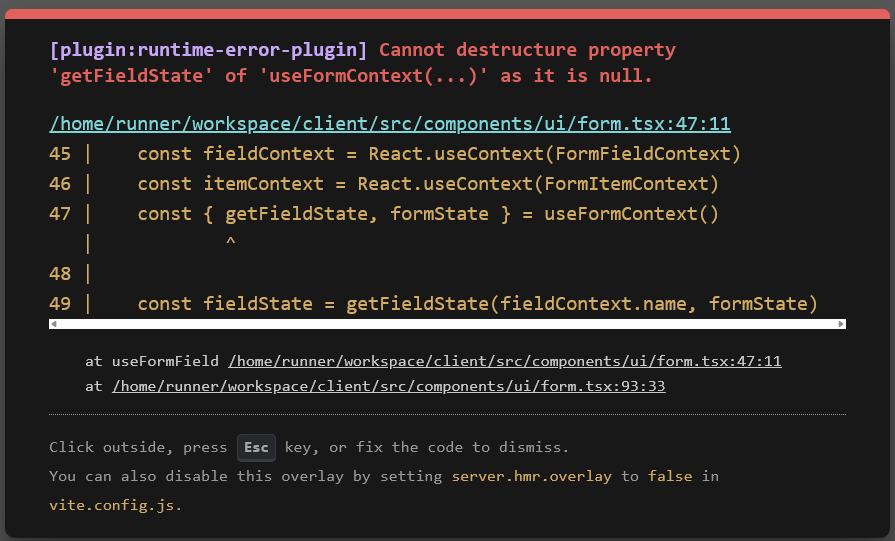 [plugin:runtime-error-plugin] Cannot destructure property
'getFieldState' of 'useFormContext(...)' as it is null.
/home/runner/workspace/client/src/components/ui/form.tsx:47:11
45 |    const fieldContext = React.useContext(FormFieldContext)
46 |    const itemContext = React.useContext(FormItemContext)
47 |    const { getFieldState, formState } = useFormContext()
   |            ^
48 |
49 |    const fieldState = getFieldState(fieldContext.name, formState)
at useFormField /home/runner/workspace/client/src/components/ui/form.tsx:47:11
at /home/runner/workspace/client/src/components/ui/form.tsx:93:33
Click outside, press Esc key, or fix the code to dismiss.
You can also disable this overlay by setting server.hmr.overlay to false in
vite.config.js.